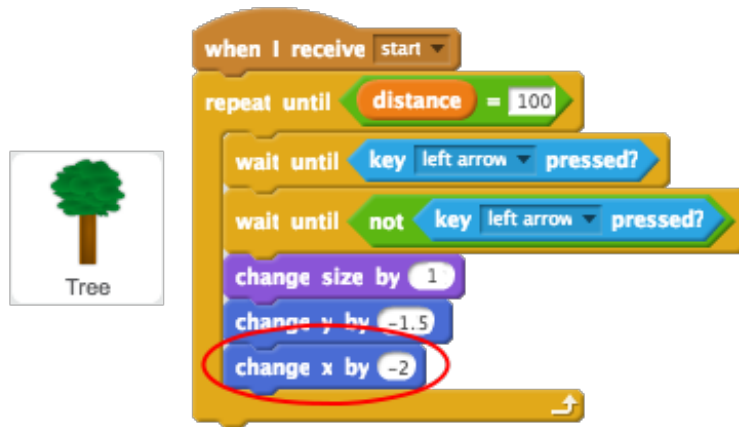 when I receive start
repeat until distance = 100
wait until key left arrow pressed?
wait until not key left arrow pressed?
Tree
change size by 1
change y by -1.5
change x by -2